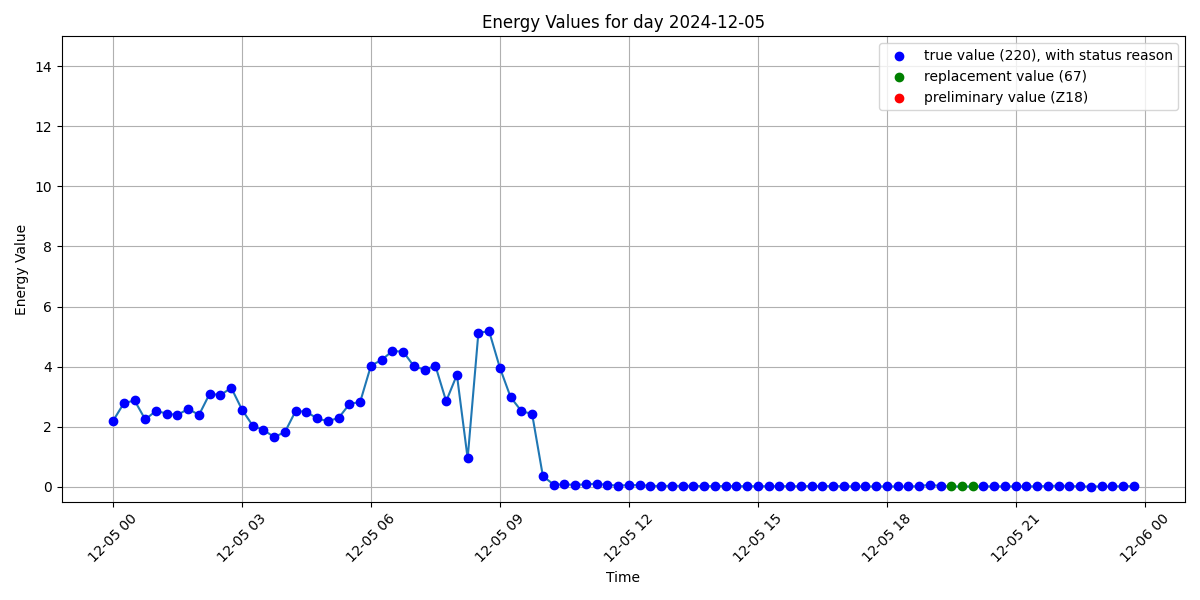 Energy Values for day 2024-12-05
true value (220), with status reason
replacement value (67)
preliminary value (Z18)
Energy Value
14
12
10
8
6
4
2
0
12-05 00
12-05 03
12-05 06
12-05 09
12-05 12
12-05 15
12-05 18
12-05 21
12-06 00
Time